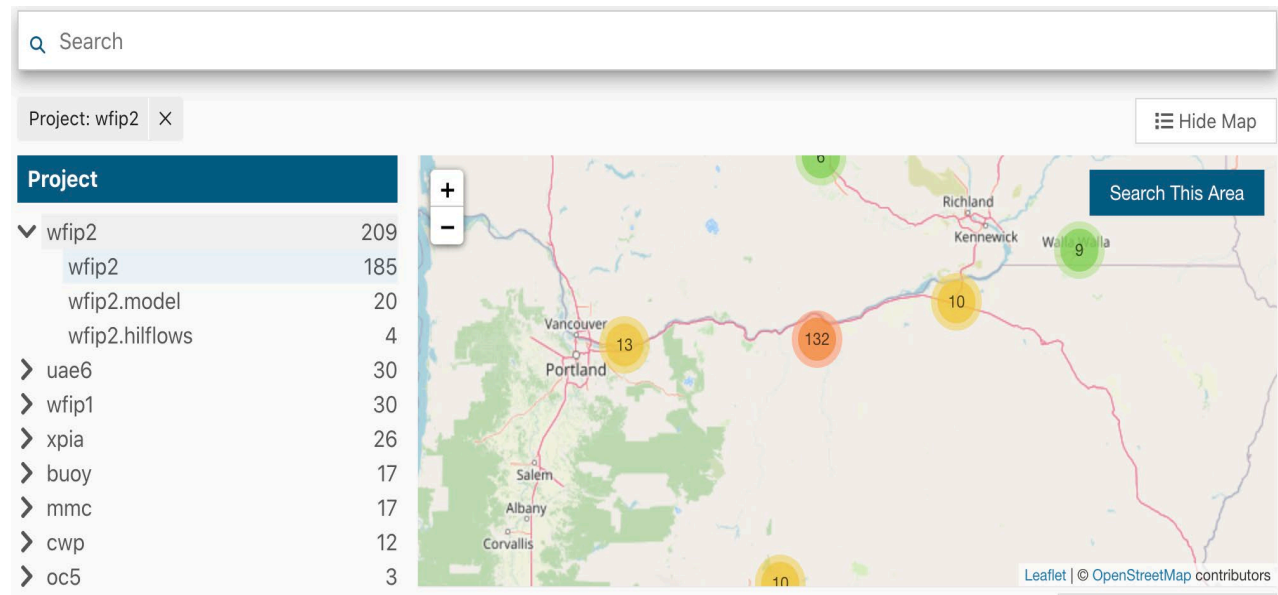 Search
Project: wfip2 ×
Hide Map
Project
wfip2 209
wfip2 185
wfip2.model 20
wfip2.hilflows 4
uae6 30
wfip1 30
xpia 26
buoy 17
mmc 17
cwp 12
oc5 3
+
−
6
Search This Area
Richland
Kennewick
Walla Walla
9
10
Vancouver
13
132
Portland
Salem
Albany
Corvallis
10
Leaflet | © OpenStreetMap contributors